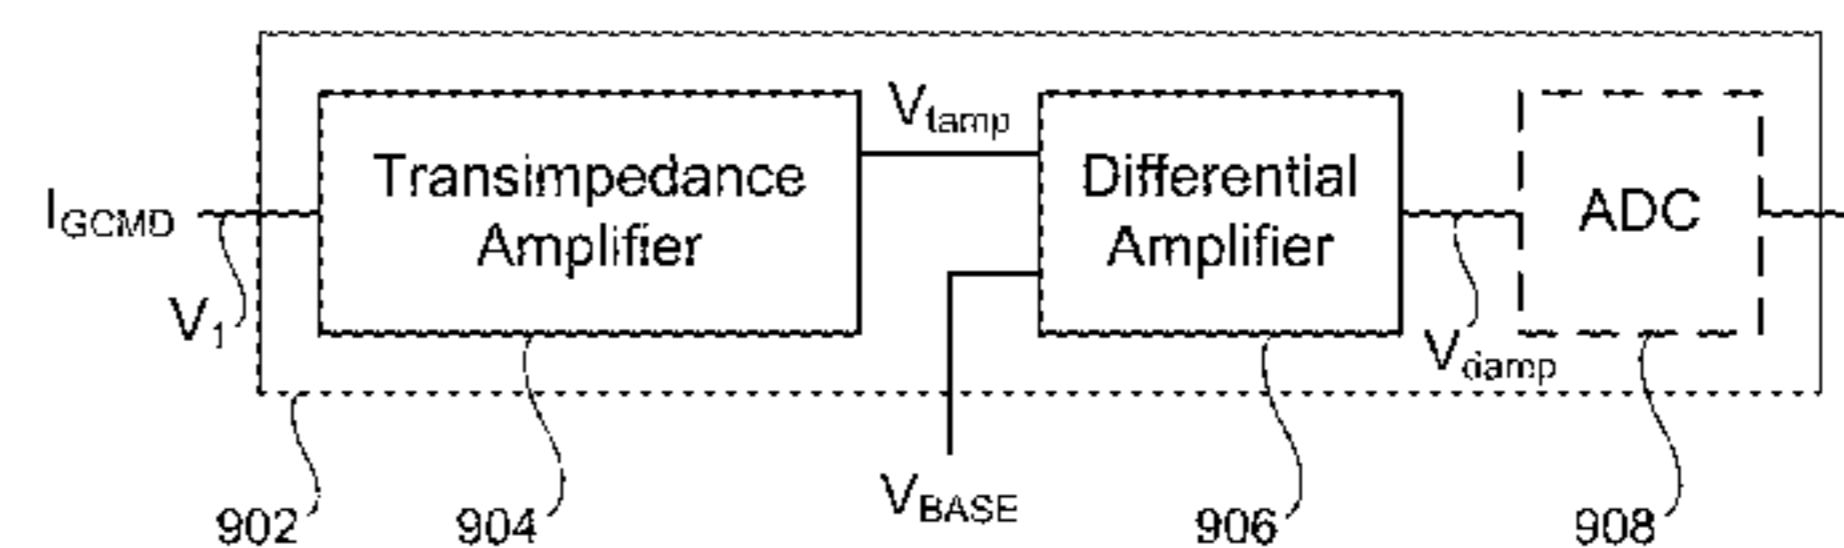 I_GCMD
V_1
Transimpedance
Amplifier
V_tamp
V_BASE
Differential
Amplifier
V_damp
ADC
902
904
906
908